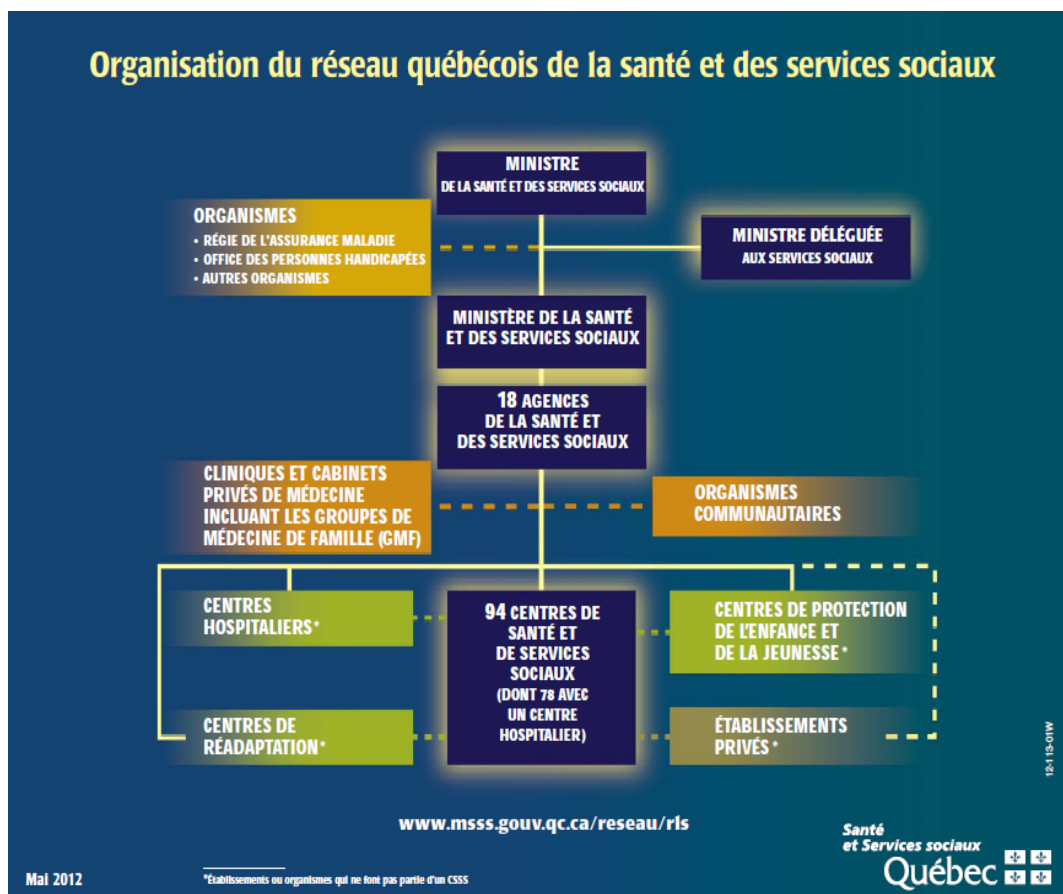 Organisation du réseau québécois de la santé et des services sociaux
MINISTRE
DE LA SANTÉ ET DES SERVICES SOCIAUX
ORGANISMES
• RÉGIE DE L'ASSURANCE MALADIE
• OFFICE DES PERSONNES HANDICAPÉES
• AUTRES ORGANISMES
MINISTRE DÉLÉGUÉE
AUX SERVICES SOCIAUX
MINISTÈRE DE LA SANTÉ
ET DES SERVICES SOCIAUX
18 AGENCES
DE LA SANTÉ ET
DES SERVICES SOCIAUX
CLINIQUES ET CABINETS
PRIVÉS DE MÉDECINE
INCLUANT LES GROUPES DE
MÉDECINE DE FAMILLE (GMF)
ORGANISMES
COMMUNAUTAIRES
CENTRES
HOSPITALIERS*
94 CENTRES DE
SANTÉ ET
DE SERVICES
SOCIAUX
(DONT 78 AVEC
UN CENTRE
HOSPITALIER)
CENTRES DE PROTECTION
DE L'ENFANCE ET
DE LA JEUNESSE*
CENTRES DE
RÉADAPTATION*
ÉTABLISSEMENTS
PRIVÉS*
12-113-01W
www.msss.gouv.qc.ca/reseau/rls
Mai 2012
*Établissements ou organismes qui ne font pas partie d'un CSSS
Santé
et Services sociaux
Québec